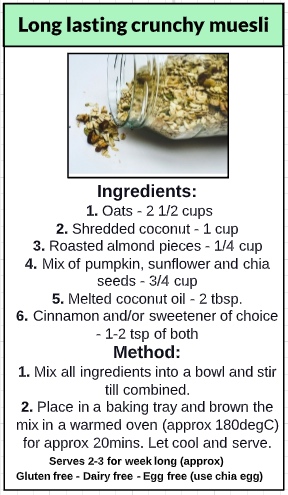 Long lasting crunchy muesli
Ingredients:
1. Oats - 2 1/2 cups
2. Shredded coconut - 1 cup
3. Roasted almond pieces - 1/4 cup
4. Mix of pumpkin, sunflower and chia
seeds - 3/4 cup
5. Melted coconut oil - 2 tbsp.
6. Cinnamon and/or sweetener of choice
- 1-2 tsp of both
Method:
1. Mix all ingredients into a bowl and stir
till combined.
2. Place in a baking tray and brown the
mix in a warmed oven (approx 180degC)
for approx 20mins. Let cool and serve.
Serves 2-3 for week long (approx)
Gluten free - Dairy free - Egg free (use chia egg)